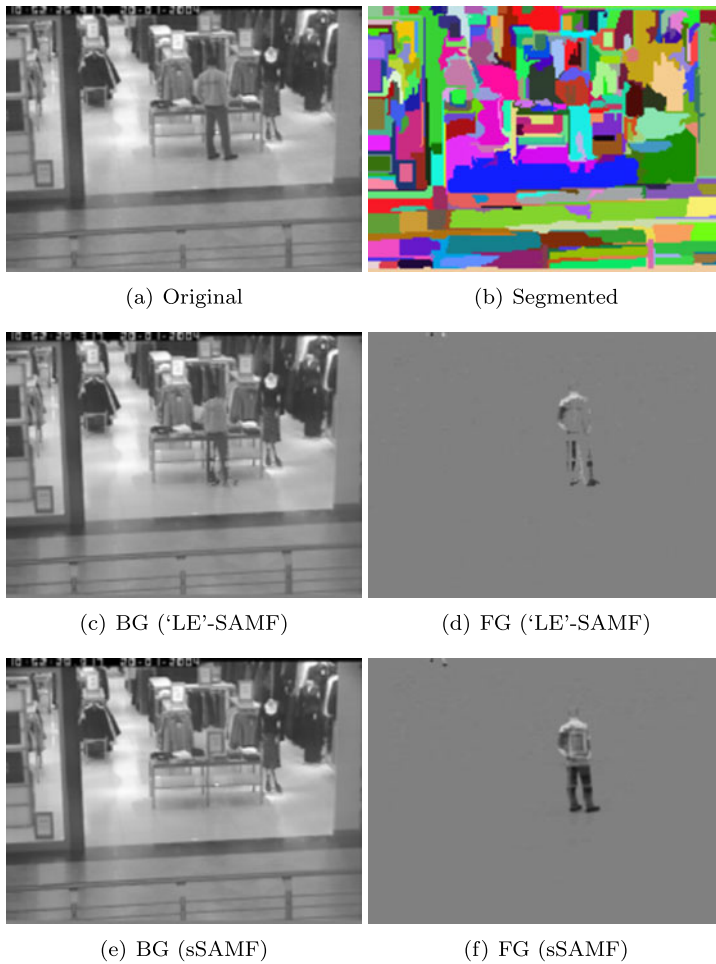 (a) Original
(b) Segmented
(c) BG (‘LE’-SAMF)
(d) FG (‘LE’-SAMF)
(e) BG (sSAMF)
(f) FG (sSAMF)